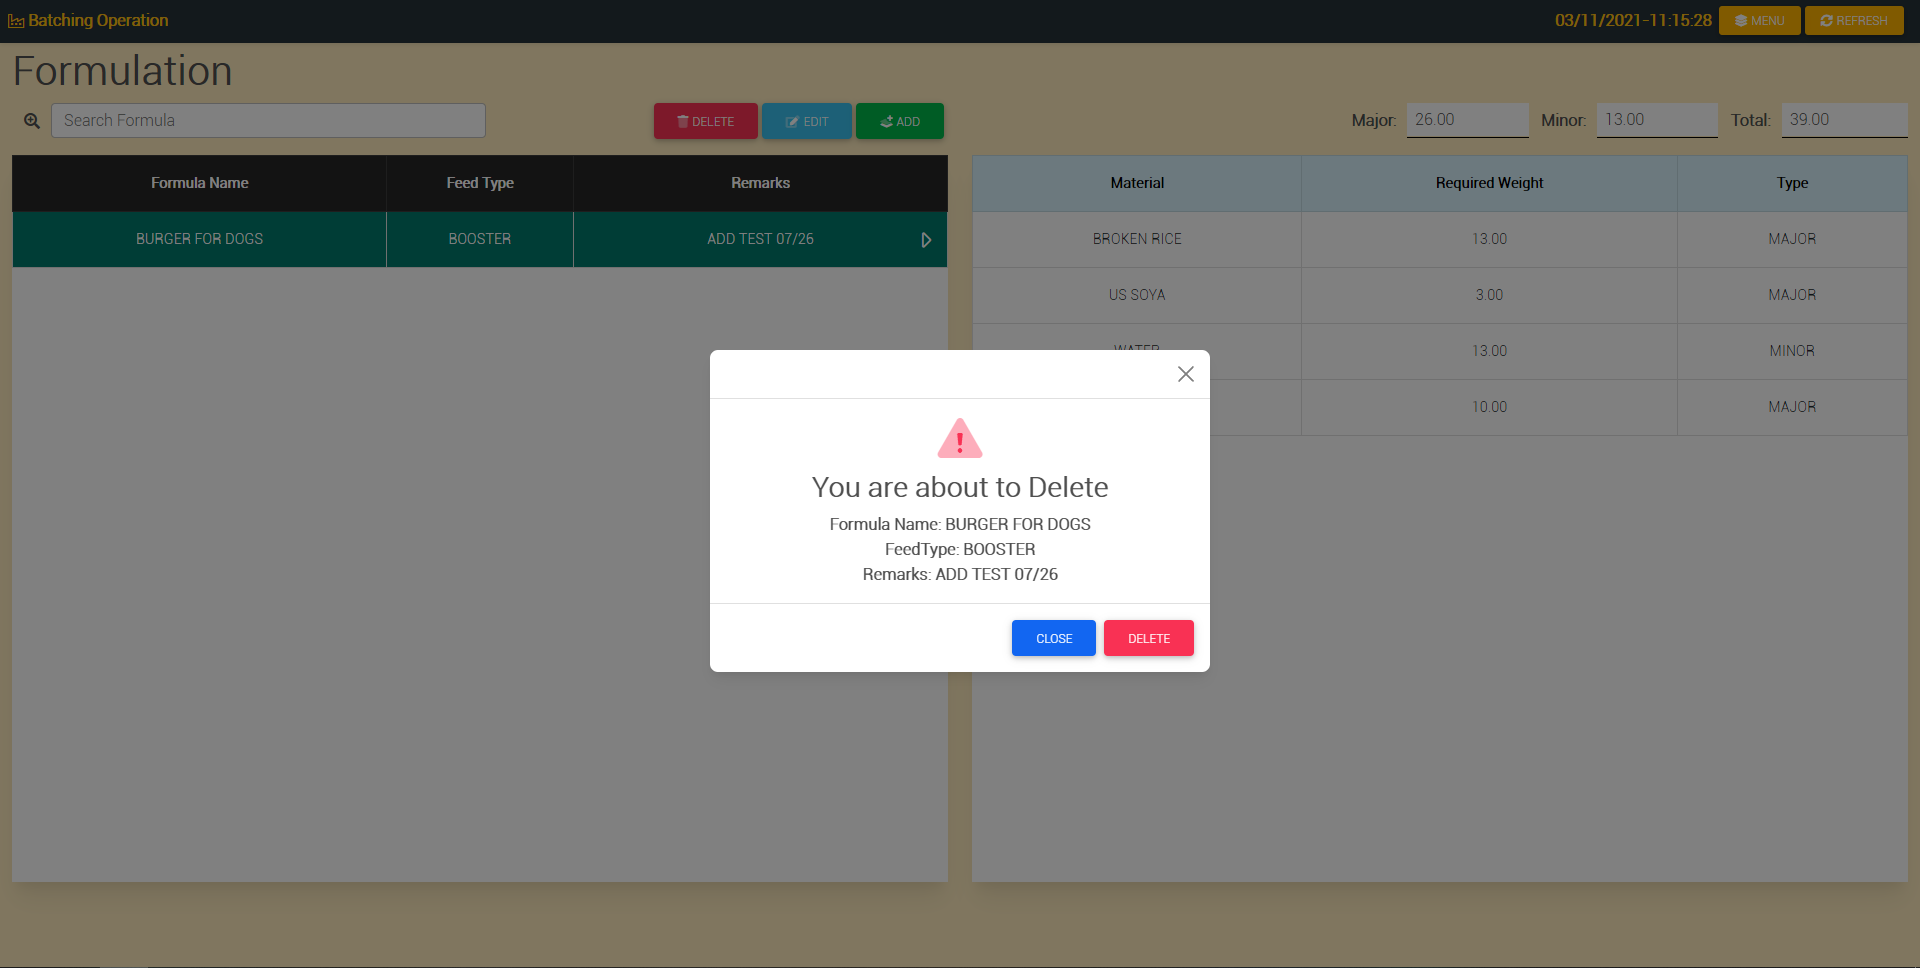 Batching Operation
03/11/2021-11:15:28 MENU REFRESH
Formulation
Search Formula DELETE EDIT ADD Major: 26.00 Minor: 13.00 Total: 39.00
Formula Name Feed Type Remarks
BURGER FOR DOGS BOOSTER ADD TEST 07/26
Material Required Weight Type
BROKEN RICE 13.00 MAJOR
US SOYA 3.00 MAJOR
WATER 13.00 MINOR
10.00 MAJOR
You are about to Delete
Formula Name: BURGER FOR DOGS
FeedType: BOOSTER
Remarks: ADD TEST 07/26
CLOSE DELETE